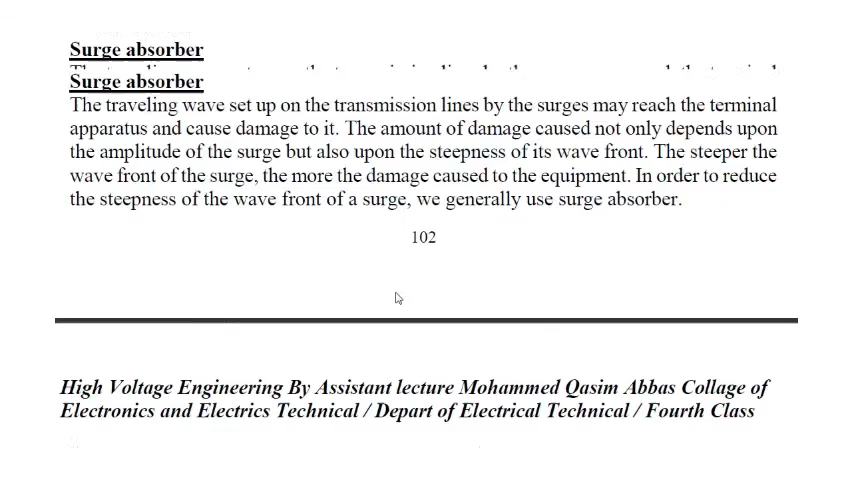 Surge absorber
Surge absorber
The traveling wave set up on the transmission lines by the surges may reach the terminal
apparatus and cause damage to it. The amount of damage caused not only depends upon
the amplitude of the surge but also upon the steepness of its wave front. The steeper the
wave front of the surge, the more the damage caused to the equipment. In order to reduce
the steepness of the wave front of a surge, we generally use surge absorber.
102
High Voltage Engineering By Assistant lecture Mohammed Qasim Abbas Collage of
Electronics and Electrics Technical / Depart of Electrical Technical / Fourth Class